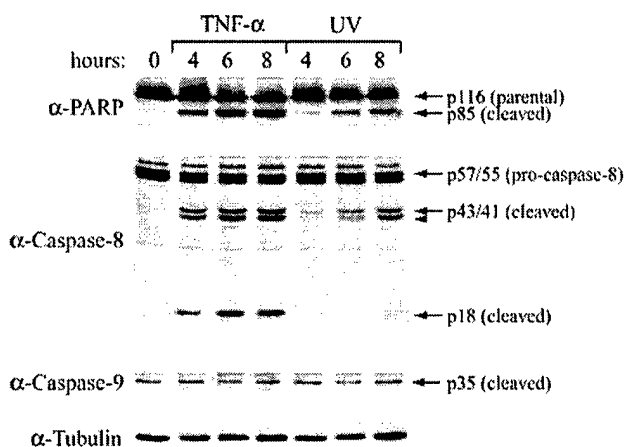 TNF-α UV
hours: 0 4 6 8 4 6 8
α-PARP
p116 (parental)
p85 (cleaved)
α-Caspase-8
p57/55 (pro-caspase-8)
p43/41 (cleaved)
p18 (cleaved)
α-Caspase-9
p35 (cleaved)
α-Tubulin